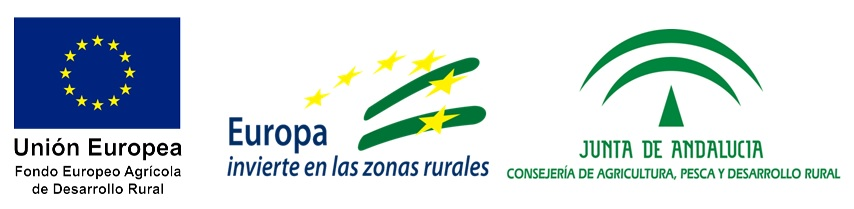 Unión Europea
Fondo Europeo Agrícola
de Desarrollo Rural
Europa
invierte en las zonas rurales
JUNTA DE ANDALUCIA
CONSEJERÍA DE AGRICULTURA, PESCA Y DESARROLLO RURAL